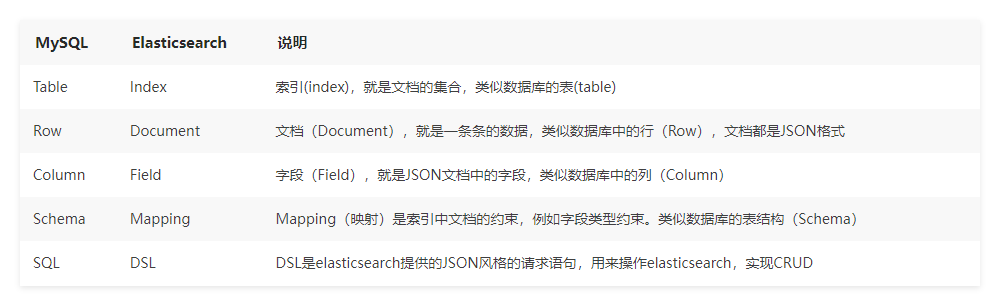 MySQL Elasticsearch 说明
Table Index 索引(index)，就是文档的集合，类似数据库的表(table)
Row Document 文档（Document），就是一条条的数据，类似数据库中的行（Row），文档都是JSON格式
Column Field 字段（Field），就是JSON文档中的字段，类似数据库中的列（Column）
Schema Mapping Mapping（映射）是索引中文档的约束，例如字段类型约束。类似数据库的表结构（Schema）
SQL DSL DSL是elasticsearch提供的JSON风格的请求语句，用来操作elasticsearch，实现CRUD